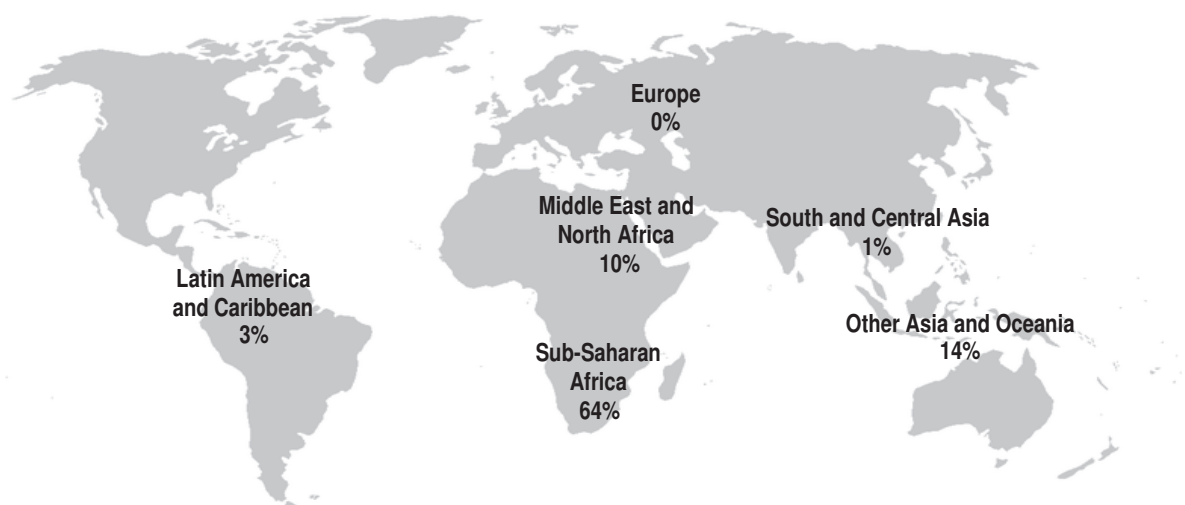 Europe
0%
Middle East and
North Africa
10%
South and Central Asia
1%
Latin America
and Caribbean
3%
Other Asia and Oceania
14%
Sub-Saharan
Africa
64%